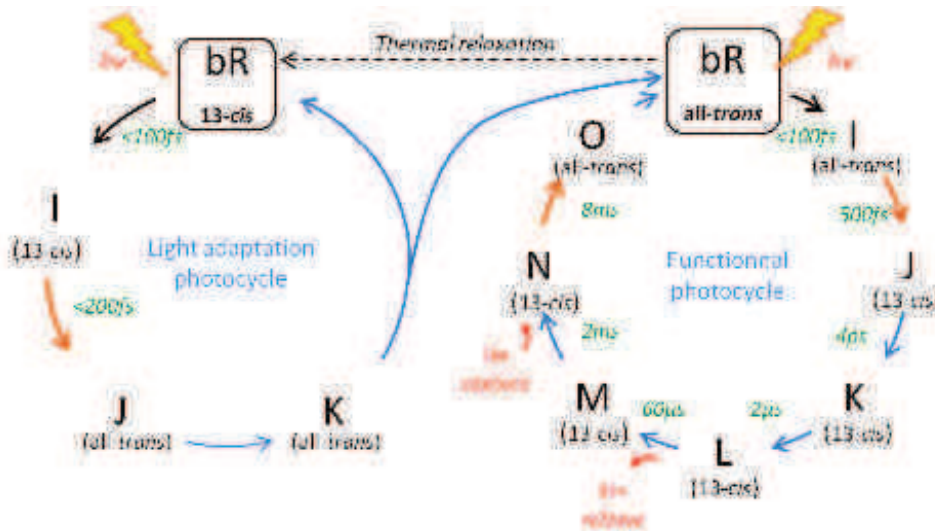 Thermal relaxation
hν
bR
13-cis
bR
all-trans
hν
<100fs
<100fs
I
(13-cis)
<200fs
Light adaptation
photocycle
J
(all-trans)
K
(all-trans)
O
(all-trans)
8ms
I
(all-trans)
500fs
N
(13-cis)
2ms
Functionnal
photocycle
J
(13-cis
4ps
M
(13-cis)
60µs
2µs
K
(13-cis)
L
(13-cis)